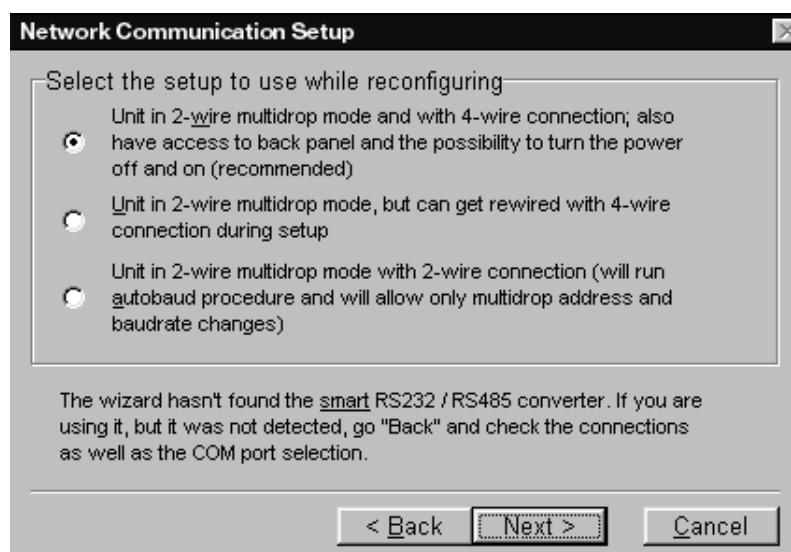 Network Communication Setup
Select the setup to use while reconfiguring
Unit in 2-wire multidrop mode and with 4-wire connection; also
have access to back panel and the possibility to turn the power
off and on (recommended)
Unit in 2-wire multidrop mode, but can get rewired with 4-wire
connection during setup
Unit in 2-wire multidrop mode with 2-wire connection (will run
autobaud procedure and will allow only multidrop address and
baudrate changes)
The wizard hasn't found the smart RS232 / RS485 converter. If you are
using it, but it was not detected, go "Back" and check the connections
as well as the COM port selection.
< Back Next > Cancel